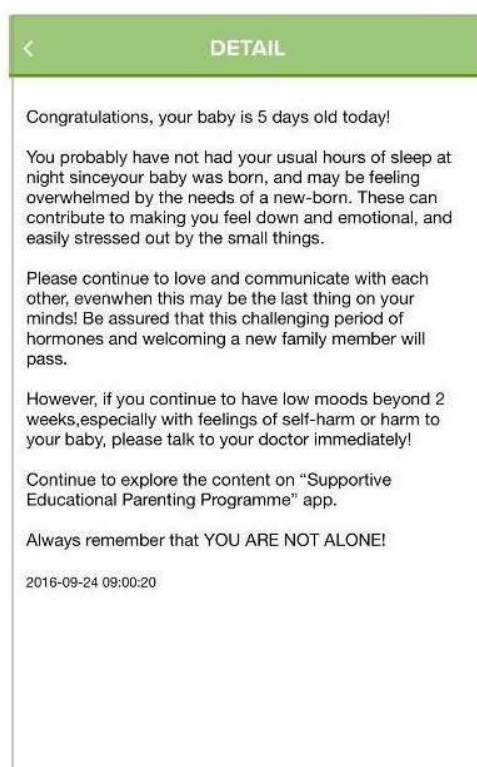 DETAIL
Congratulations, your baby is 5 days old today!
You probably have not had your usual hours of sleep at
night sinceyour baby was born, and may be feeling
overwhelmed by the needs of a new-born. These can
contribute to making you feel down and emotional, and
easily stressed out by the small things.
Please continue to love and communicate with each
other, evenwhen this may be the last thing on your
minds! Be assured that this challenging period of
hormones and welcoming a new family member will
pass.
However, if you continue to have low moods beyond 2
weeks,especially with feelings of self-harm or harm to
your baby, please talk to your doctor immediately!
Continue to explore the content on “Supportive
Educational Parenting Programme” app.
Always remember that YOU ARE NOT ALONE!
2016-09-24 09:00:20